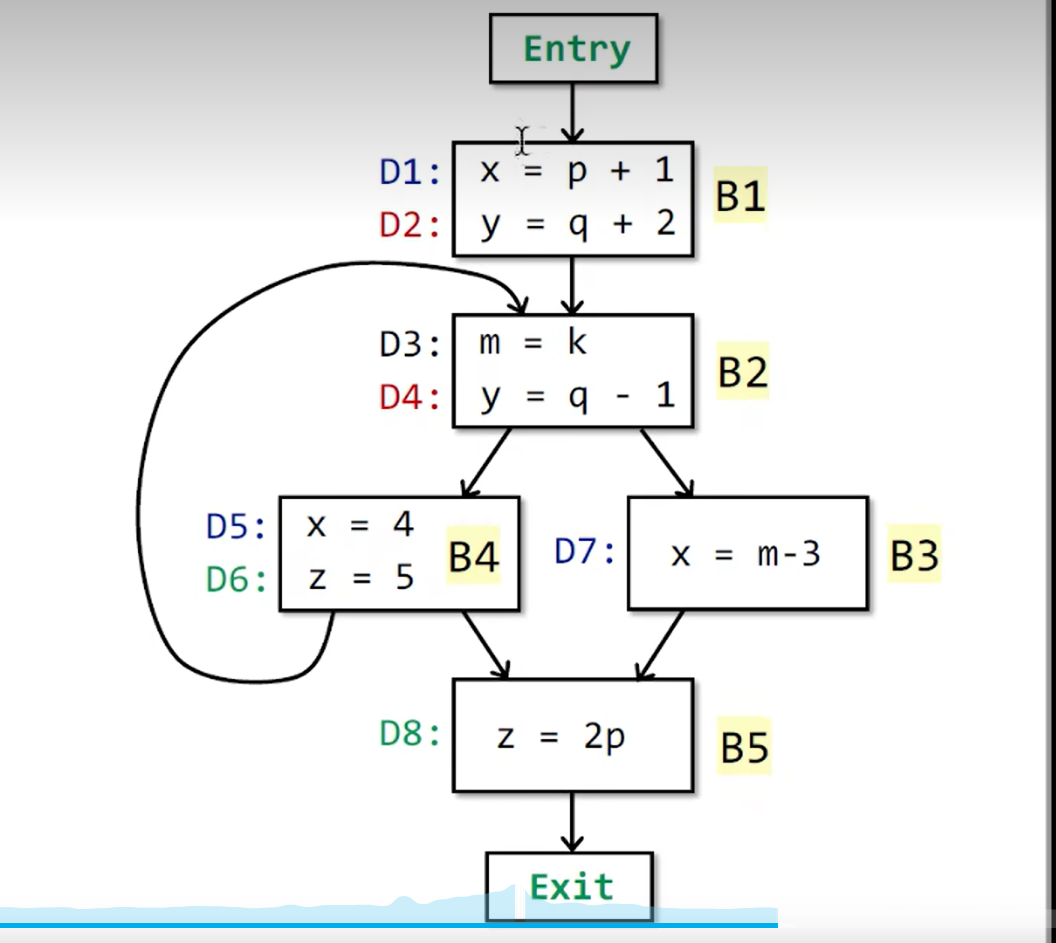 Entry
D1: x = p + 1
D2: y = q + 2
B1
D3: m = k
D4: y = q - 1
B2
D5: x = 4
D6: z = 5
B4
D7: x = m-3
B3
D8: z = 2p
B5
Exit